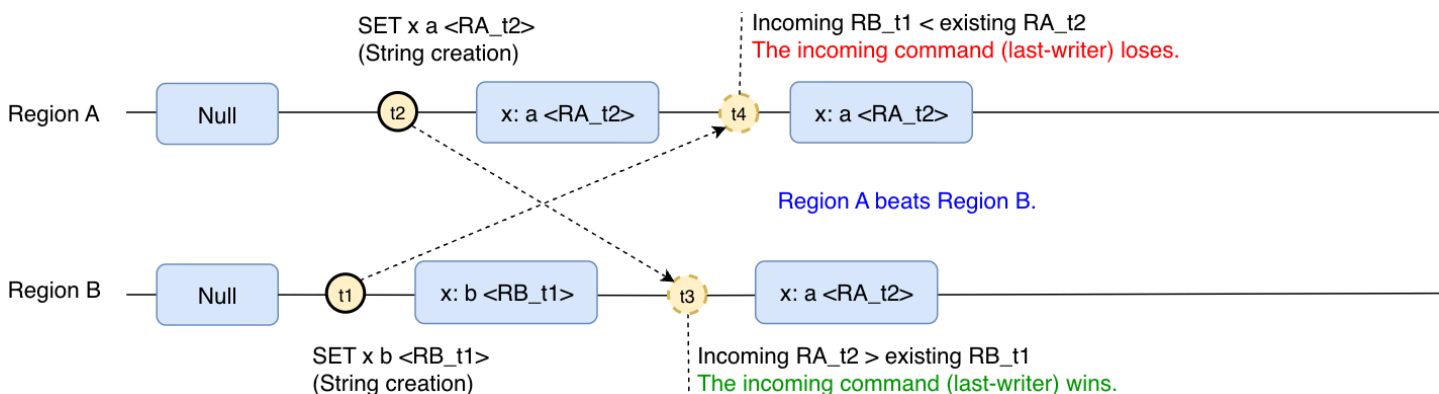 SET x a <RA_t2>
(String creation)
Incoming RB_t1 < existing RA_t2
The incoming command (last-writer) loses.
Region A
Null
t2
x: a <RA_t2>
t4
x: a <RA_t2>
Region A beats Region B.
Region B
Null
t1
x: b <RB_t1>
t3
x: a <RA_t2>
SET x b <RB_t1>
(String creation)
Incoming RA_t2 > existing RB_t1
The incoming command (last-writer) wins.